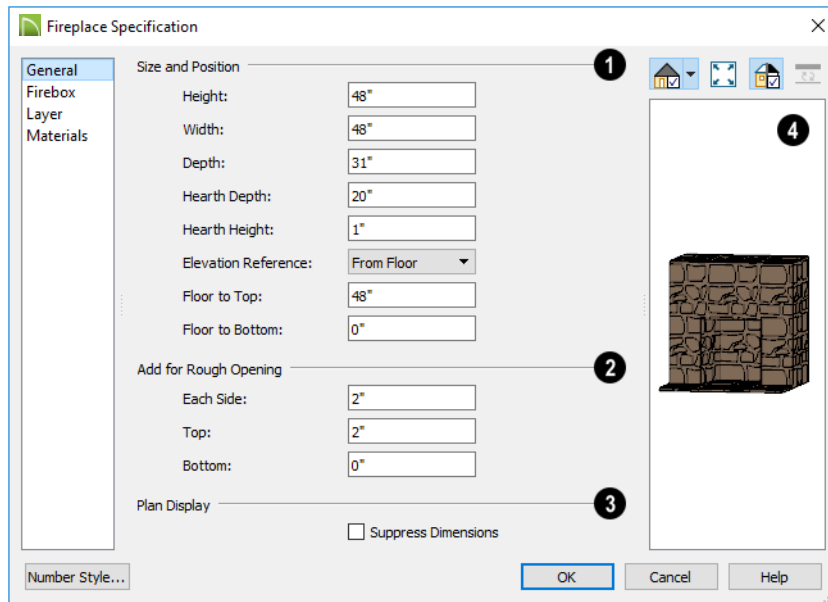 Fireplace Specification
General
Firebox
Layer
Materials
Size and Position
1
Height: 48"
Width: 48"
Depth: 31"
Hearth Depth: 20"
Hearth Height: 1"
Elevation Reference: From Floor
Floor to Top: 48"
Floor to Bottom: 0"
Add for Rough Opening
2
Each Side: 2"
Top: 2"
Bottom: 0"
Plan Display
3
Suppress Dimensions
4
Number Style...
OK
Cancel
Help